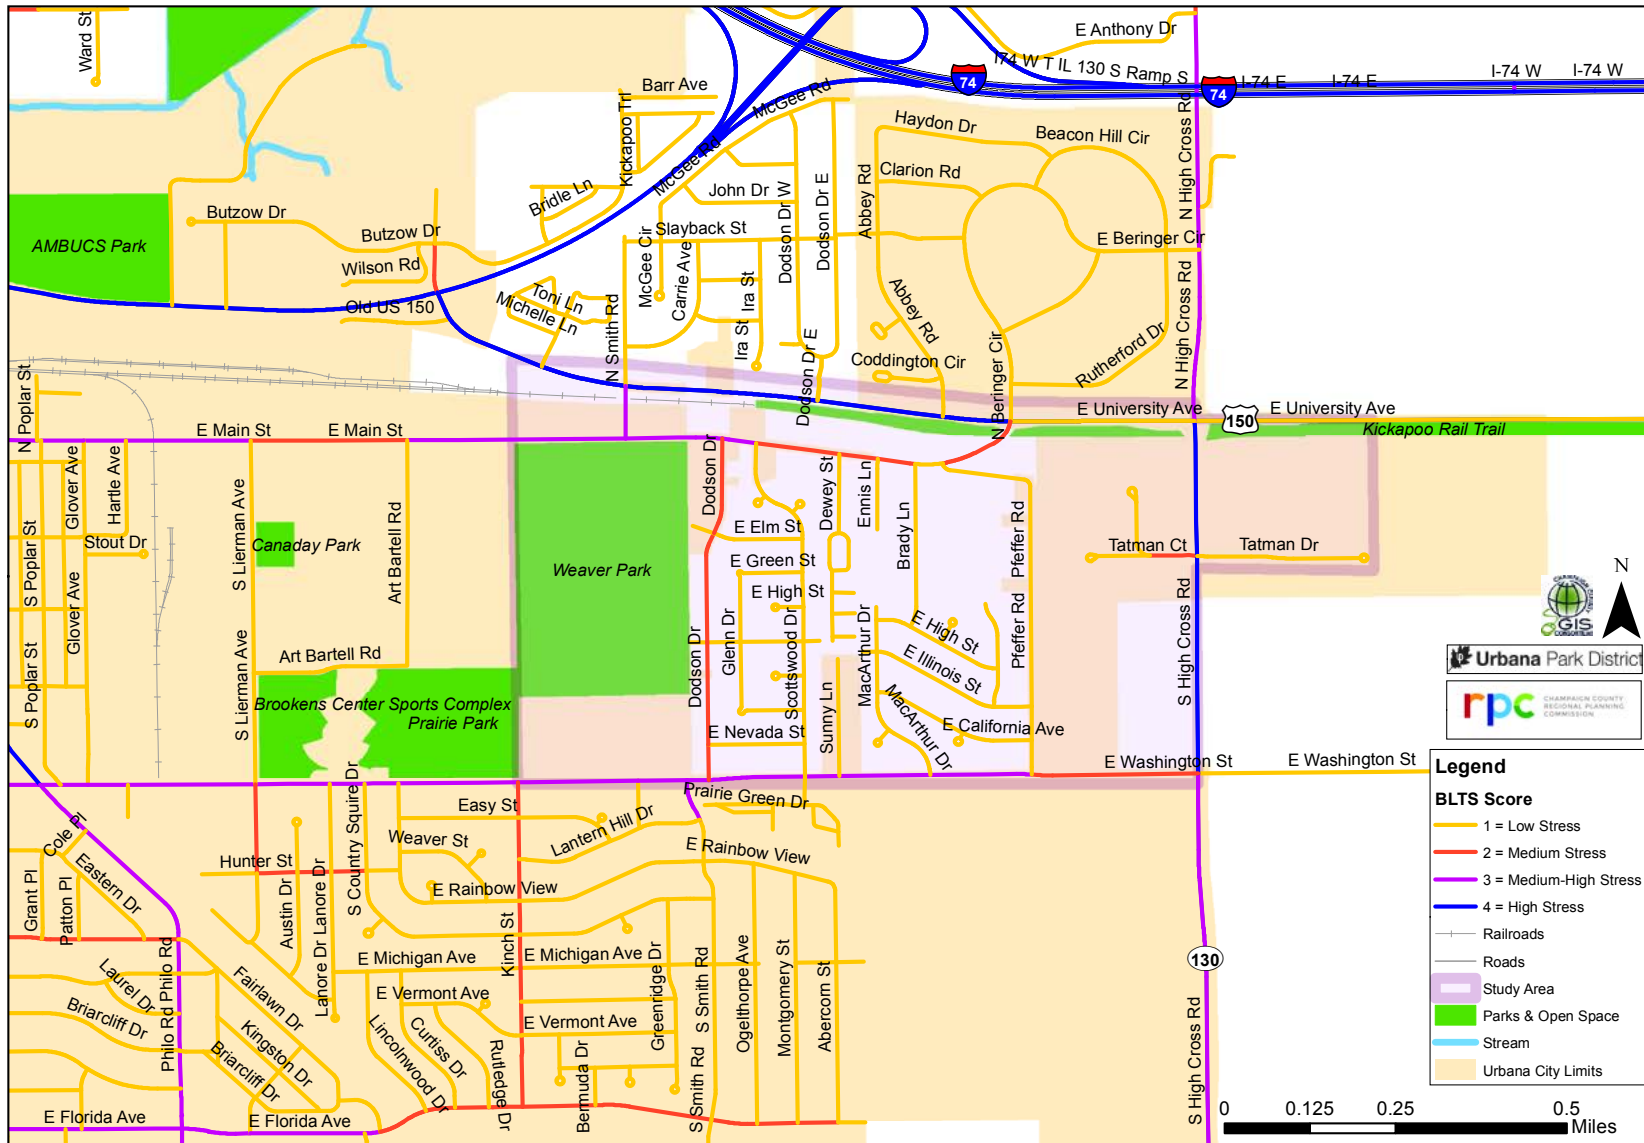 Ward St
E Anthony Dr
I74 W T IL 130 S Ramp S
74
74
I-74 E
I-74 E
I-74 W
I-74 W
Barr Ave
McGee Rd
Kickapoo Trl
McGee Rd
Haydon Dr
Beacon Hill Cir
N High Cross Rd
Clarion Rd
Abbey Rd
Bridle Ln
John Dr
Dodson Dr W
Dodson Dr E
Butzow Dr
Butzow Dr
AMBUCS Park
Wilson Rd
Slayback St
E Beringer Cir
McGee Cir
Carrie Ave
Toni Ln
Michelle Ln
Old US 150
Ira St
Ira St
N Smith Rd
Abbey Rd
N High Cross Rd
Coddington Cir
Rutherford Dr
Dodson Dr E
N Beringer Cir
N Poplar St
E Main St
E Main St
E University Ave
150
E University Ave
Kickapoo Rail Trail
Glover Ave
Hartle Ave
Stout Dr
S Lierman Ave
Canaday Park
Art Bartell Rd
Weaver Park
Dodson Dr
E Elm St
Dewey St
Ennis Ln
Brady Ln
Pfeffer Rd
E Green St
E High St
Tatman Ct
Tatman Dr
S Poplar St
Glover Ave
S Poplar St
S Lierman Ave
Art Bartell Rd
Dodson Dr
Glenn Dr
Scottswood Dr
MacArthur Dr
E High St
E Illinois St
Pfeffer Rd
S High Cross Rd
Brookens Center Sports Complex
Prairie Park
Sunny Ln
MacArthur Dr
E California Ave
E Nevada St
E Washington St
E Washington St
N
CHAMPAIGN COUNTY
GIS
CONSORTIUM
Urbana Park District
rpc
CHAMPAIGN COUNTY
REGIONAL PLANNING
COMMISSION
Cole Pl
Easy St
Prairie Green Dr
Lantern Hill Dr
Weaver St
Hunter St
S Country Squire Dr
E Rainbow View
E Rainbow View
Grant Pl
Patton Pl
Eastern Dr
Austin Dr
Lanore Dr
Lanore Dr
Kinch St
E Michigan Ave
E Michigan Ave
Philo Rd
Philo Rd
Laurel Dr
Fairlawn Dr
Briarcliff Dr
E Vermont Ave
E Vermont Ave
Greenridge Dr
S Smith Rd
S Smith Rd
Ogelthorpe Ave
Montgomery St
Abercorn St
130
Kingston Dr
Briarcliff Dr
Lincolnwood Dr
Curtiss Dr
Rutledge Dr
Bermuda Dr
S High Cross Rd
E Florida Ave
E Florida Ave
Legend
BLTS Score
1 = Low Stress
2 = Medium Stress
3 = Medium-High Stress
4 = High Stress
Railroads
Roads
Study Area
Parks & Open Space
Stream
Urbana City Limits
0
0.125
0.25
0.5
Miles